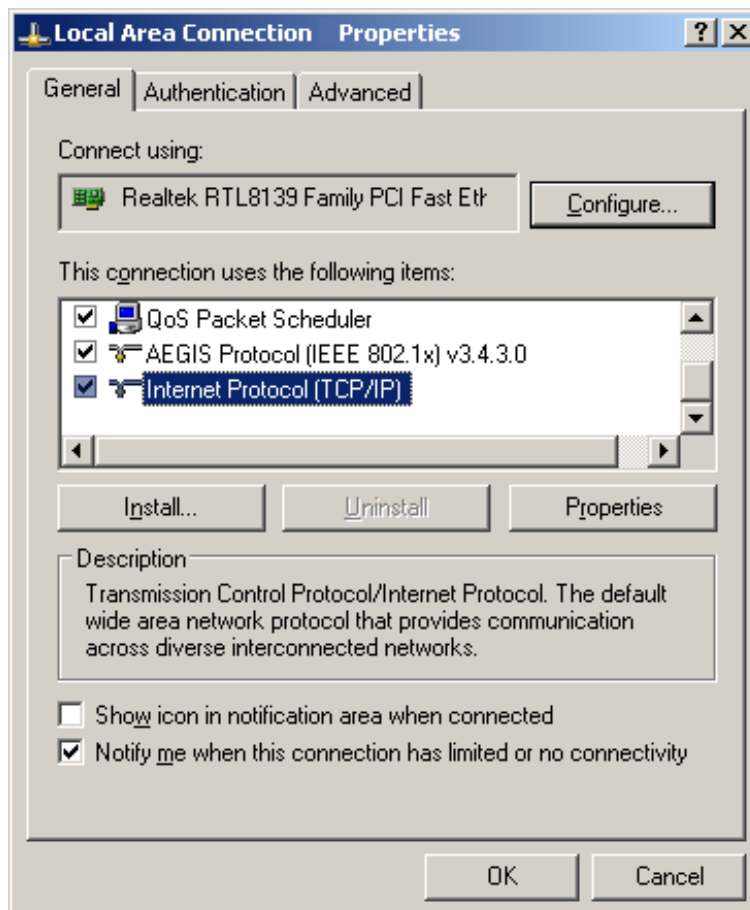 Local Area Connection Properties
General Authentication Advanced
Connect using:
Realtek RTL8139 Family PCI Fast Eth
Configure...
This connection uses the following items:
QoS Packet Scheduler
AEGIS Protocol (IEEE 802.1x) v3.4.3.0
Internet Protocol (TCP/IP)
Install... Uninstall Properties
Description
Transmission Control Protocol/Internet Protocol. The default
wide area network protocol that provides communication
across diverse interconnected networks.
Show icon in notification area when connected
Notify me when this connection has limited or no connectivity
OK Cancel